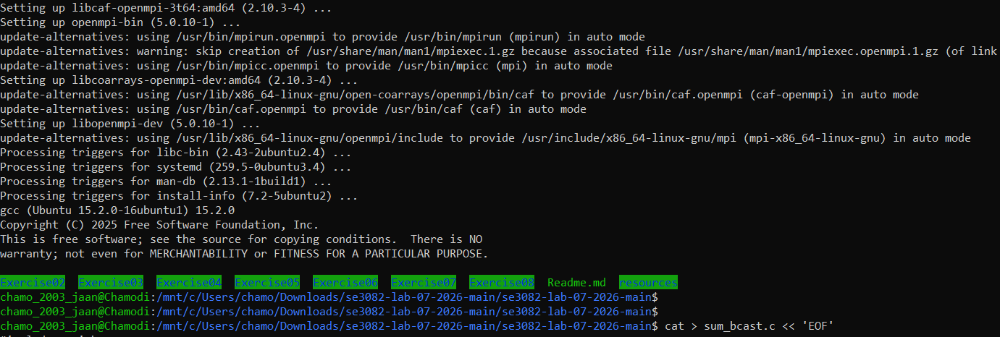 Setting up libcaf-openmpi-3t64:amd64 (2.10.3-4) ...
Setting up openmpi-bin (5.0.10-1) ...
update-alternatives: using /usr/bin/mpirun.openmpi to provide /usr/bin/mpirun (mpirun) in auto mode
update-alternatives: warning: skip creation of /usr/share/man/man1/mpiexec.1.gz because associated file /usr/share/man/man1/mpiexec.openmpi.1.gz (of link
update-alternatives: using /usr/bin/mpicc.openmpi to provide /usr/bin/mpicc (mpi) in auto mode
Setting up libcoarrays-openmpi-dev:amd64 (2.10.3-4) ...
update-alternatives: using /usr/lib/x86_64-linux-gnu/open-coarrays/openmpi/bin/caf to provide /usr/bin/caf.openmpi (caf-openmpi) in auto mode
update-alternatives: using /usr/bin/caf.openmpi to provide /usr/bin/caf (caf) in auto mode
Setting up libopenmpi-dev (5.0.10-1) ...
update-alternatives: using /usr/lib/x86_64-linux-gnu/openmpi/include to provide /usr/include/x86_64-linux-gnu/mpi (mpi-x86_64-linux-gnu) in auto mode
Processing triggers for libc-bin (2.43-2ubuntu2.4) ...
Processing triggers for systemd (259.5-0ubuntu3.4) ...
Processing triggers for man-db (2.13.1-1build1) ...
Processing triggers for install-info (7.2-5ubuntu2) ...
gcc (Ubuntu 15.2.0-16ubuntu1) 15.2.0
Copyright (C) 2025 Free Software Foundation, Inc.
This is free software; see the source for copying conditions.  There is NO
warranty; not even for MERCHANTABILITY or FITNESS FOR A PARTICULAR PURPOSE.
Exercise02  Exercise03  Exercise04  Exercise05  Exercise06  Exercise07  Exercise08  Readme.md  resources
chamo_2003_jaan@Chamodi:/mnt/c/Users/chamo/Downloads/se3082-lab-07-2026-main/se3082-lab-07-2026-main$
chamo_2003_jaan@Chamodi:/mnt/c/Users/chamo/Downloads/se3082-lab-07-2026-main/se3082-lab-07-2026-main$
chamo_2003_jaan@Chamodi:/mnt/c/Users/chamo/Downloads/se3082-lab-07-2026-main/se3082-lab-07-2026-main$ cat > sum_bcast.c << 'EOF'